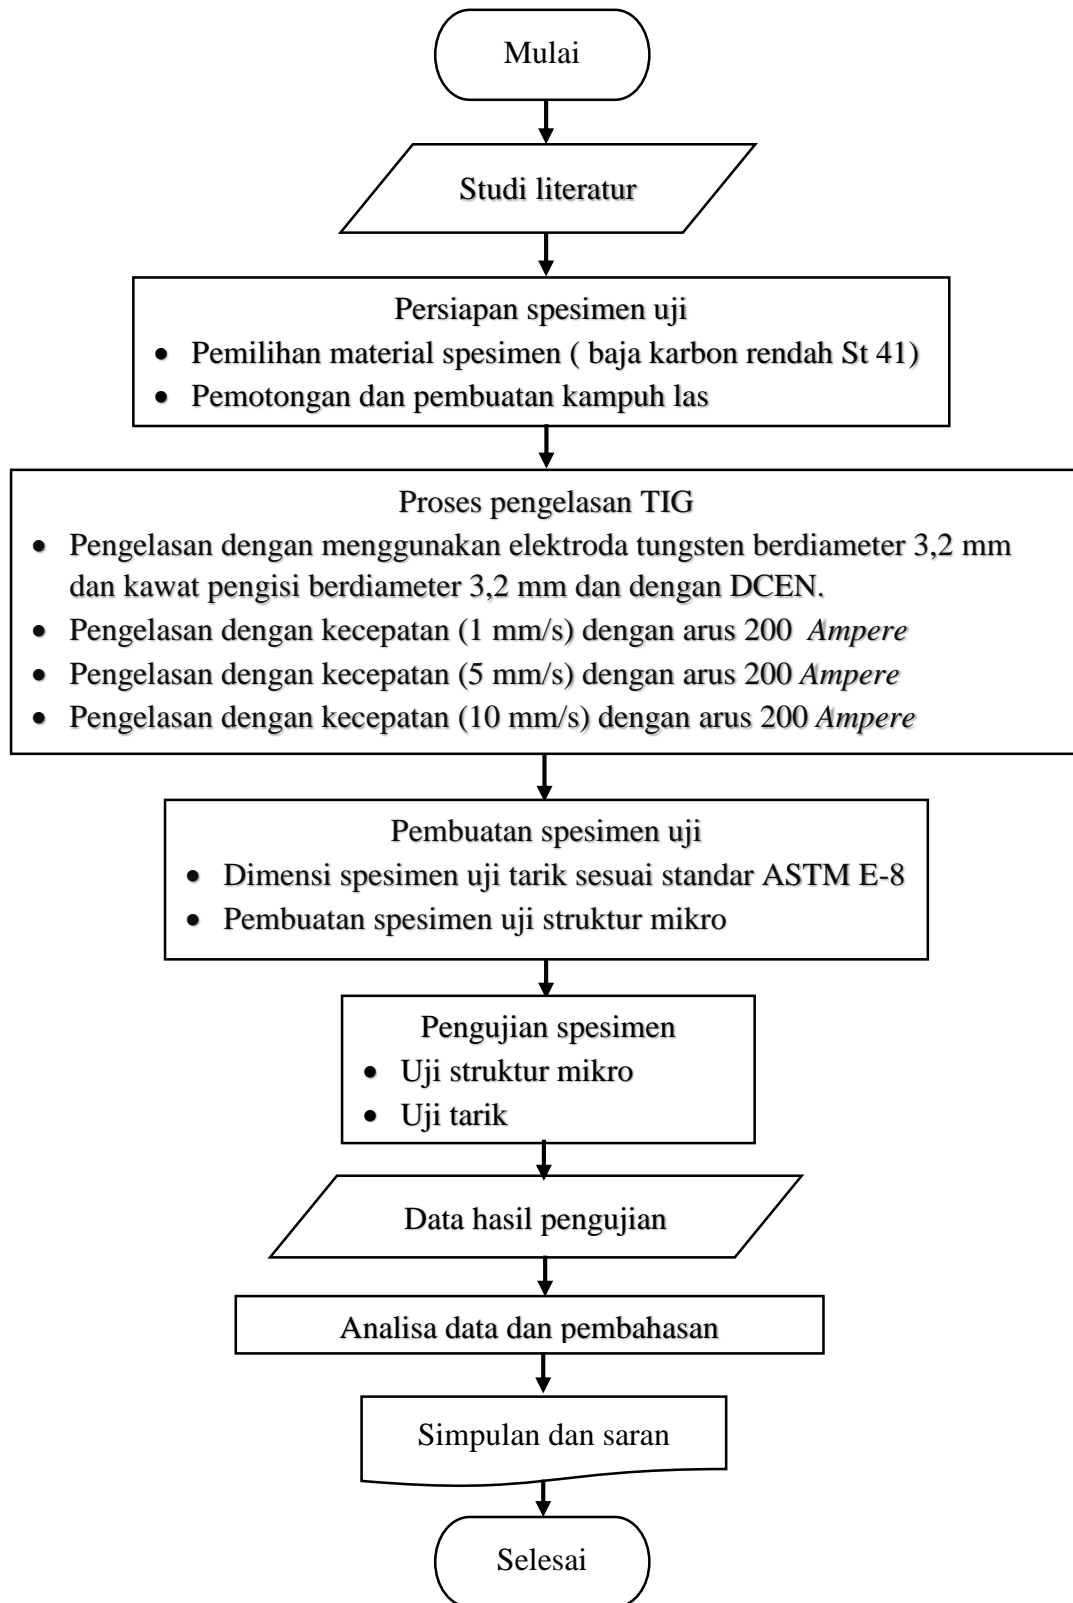 Mulai
Studi literatur
Persiapan spesimen uji
• Pemilihan material spesimen ( baja karbon rendah St 41)
• Pemotongan dan pembuatan kampuh las
Proses pengelasan TIG
• Pengelasan dengan menggunakan elektroda tungsten berdiameter 3,2 mm
dan kawat pengisi berdiameter 3,2 mm dan dengan DCEN.
• Pengelasan dengan kecepatan (1 mm/s) dengan arus 200 Ampere
• Pengelasan dengan kecepatan (5 mm/s) dengan arus 200 Ampere
• Pengelasan dengan kecepatan (10 mm/s) dengan arus 200 Ampere
Pembuatan spesimen uji
• Dimensi spesimen uji tarik sesuai standar ASTM E-8
• Pembuatan spesimen uji struktur mikro
Pengujian spesimen
• Uji struktur mikro
• Uji tarik
Data hasil pengujian
Analisa data dan pembahasan
Simpulan dan saran
Selesai